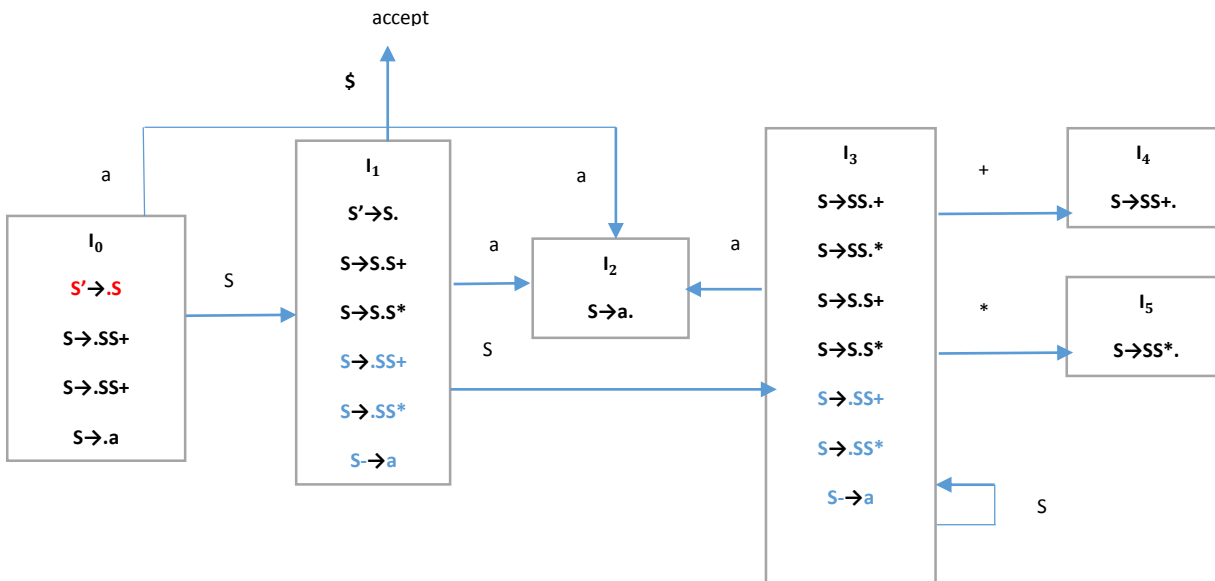 accept
$
a
I₀
S'→.S
S→.SS+
S→.SS+
S→.a
S
I₁
S'→S.
S→S.S+
S→S.S*
S→.SS+
S→.SS*
S-→a
a
a
S
I₂
S→a.
a
I₃
S→SS.+
S→SS.*
S→S.S+
S→S.S*
S→.SS+
S→.SS*
S-→a
S
+
*
I₄
S→SS+.
I₅
S→SS*.